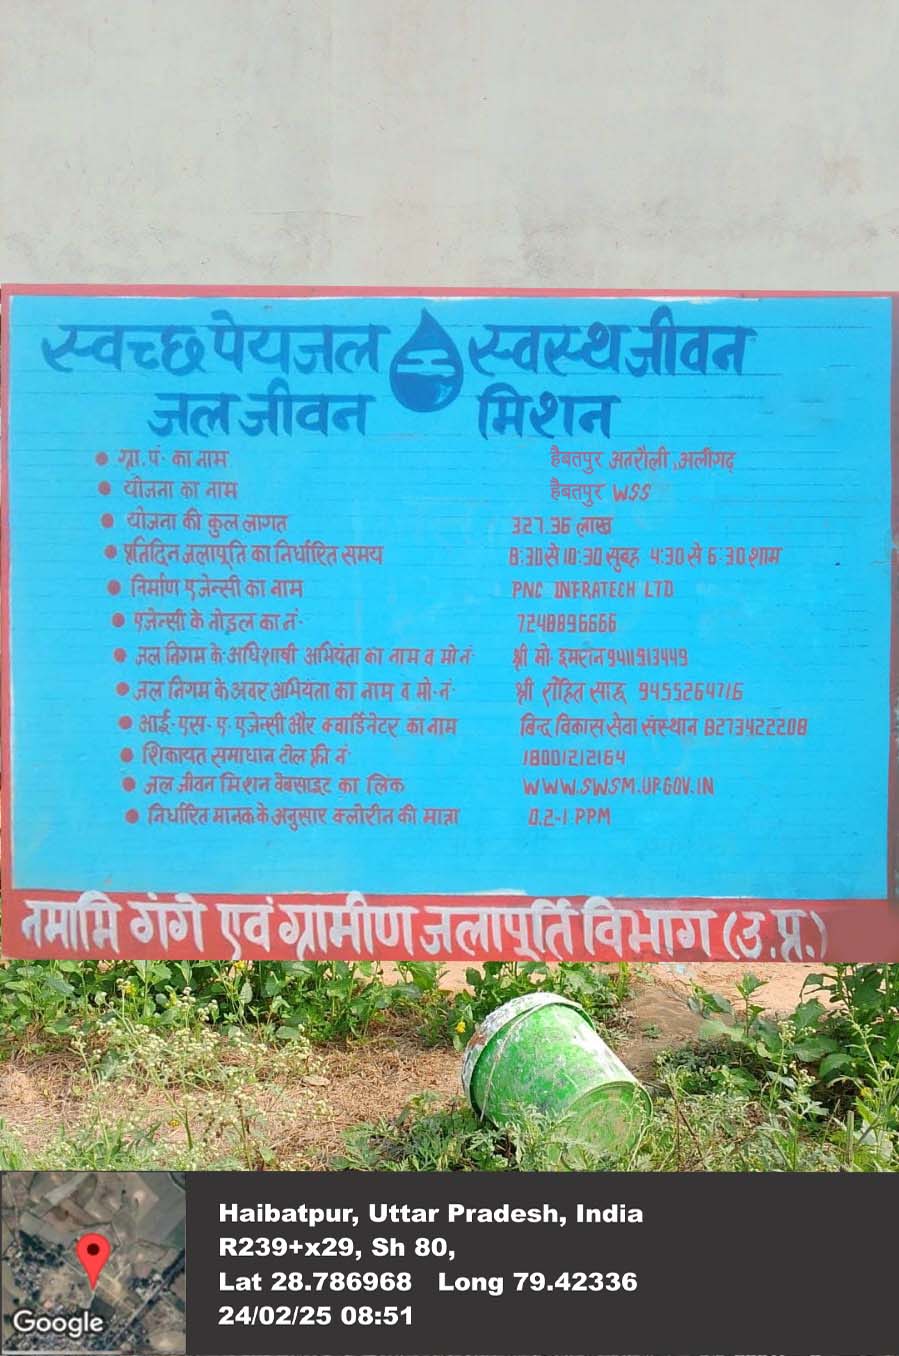 स्वच्छ पेयजल स्वस्थ जीवन
जल जीवन मिशन
ग्रा.पं. का नाम हैबतपुर अतरौली,अलीगढ़
योजना का नाम हैबतपुर WSS
योजना की कुल लागत 327.36 लाख
प्रतिदिन जलापूर्ति का निर्धारित समय 8:30 से 10:30 सुबह 4:30 से 6:30 शाम
निर्माण एजेन्सी का नाम PNC INFRATECH LTD
एजेन्सी के नोडल का नं. 7248896666
जल निगम के अधिशाषी अभियंता का नाम व मो नं. श्री मो. इमरान 9411913449
जल निगम के अवर अभियंता का नाम व मो.नं. श्री रोहित साहू 9455264716
आई.एस.ए. एजेन्सी और क्वार्डिनेटर का नाम बिन्द विकास सेवा संस्थान 8273422208
शिकायत समाधान टोल फ्री नं 18001212164
जल जीवन मिशन वेबसाइट का लिंक WWW.SWSM.UP.GOV.IN
निर्धारित मानक के अनुसार क्लोरीन की मात्रा 0.2-1 PPM
नमामि गंगे एवं ग्रामीण जलापूर्ति विभाग (उ.प्र.)
Google
Haibatpur, Uttar Pradesh, India
R239+x29, Sh 80,
Lat 28.786968 Long 79.42336
24/02/25 08:51